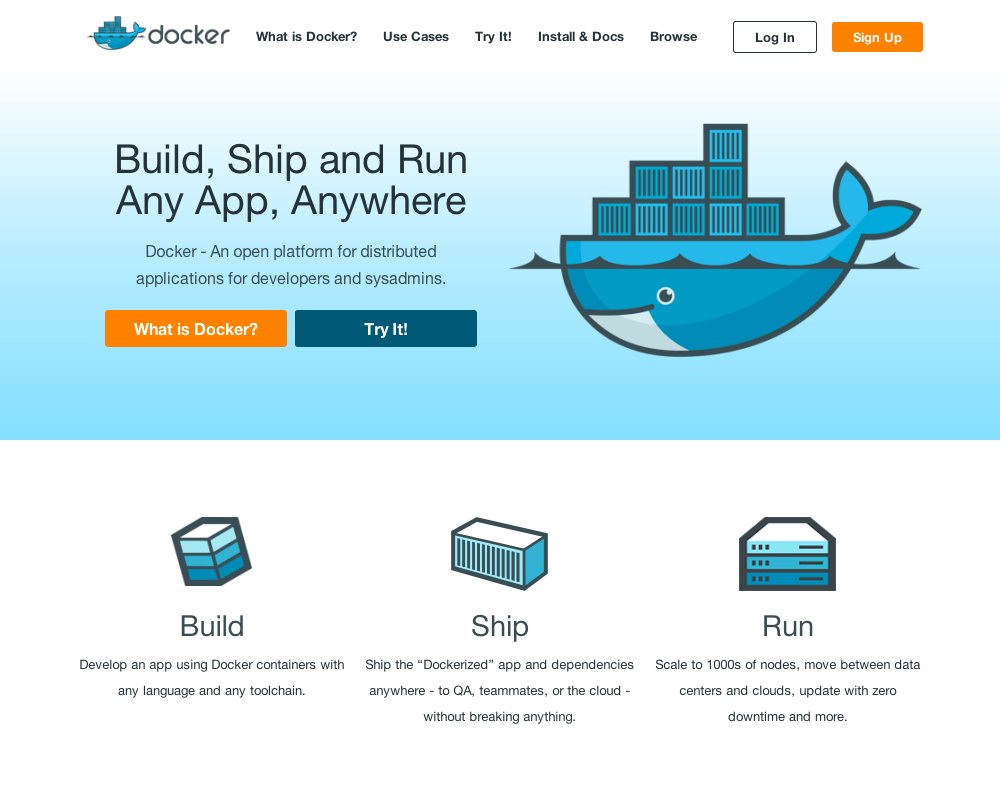 docker What is Docker? Use Cases Try It! Install & Docs Browse Log In Sign Up
Build, Ship and Run
Any App, Anywhere
Docker - An open platform for distributed
applications for developers and sysadmins.
What is Docker? Try It!
Build
Develop an app using Docker containers with
any language and any toolchain.
Ship
Ship the “Dockerized” app and dependencies
anywhere - to QA, teammates, or the cloud -
without breaking anything.
Run
Scale to 1000s of nodes, move between data
centers and clouds, update with zero
downtime and more.